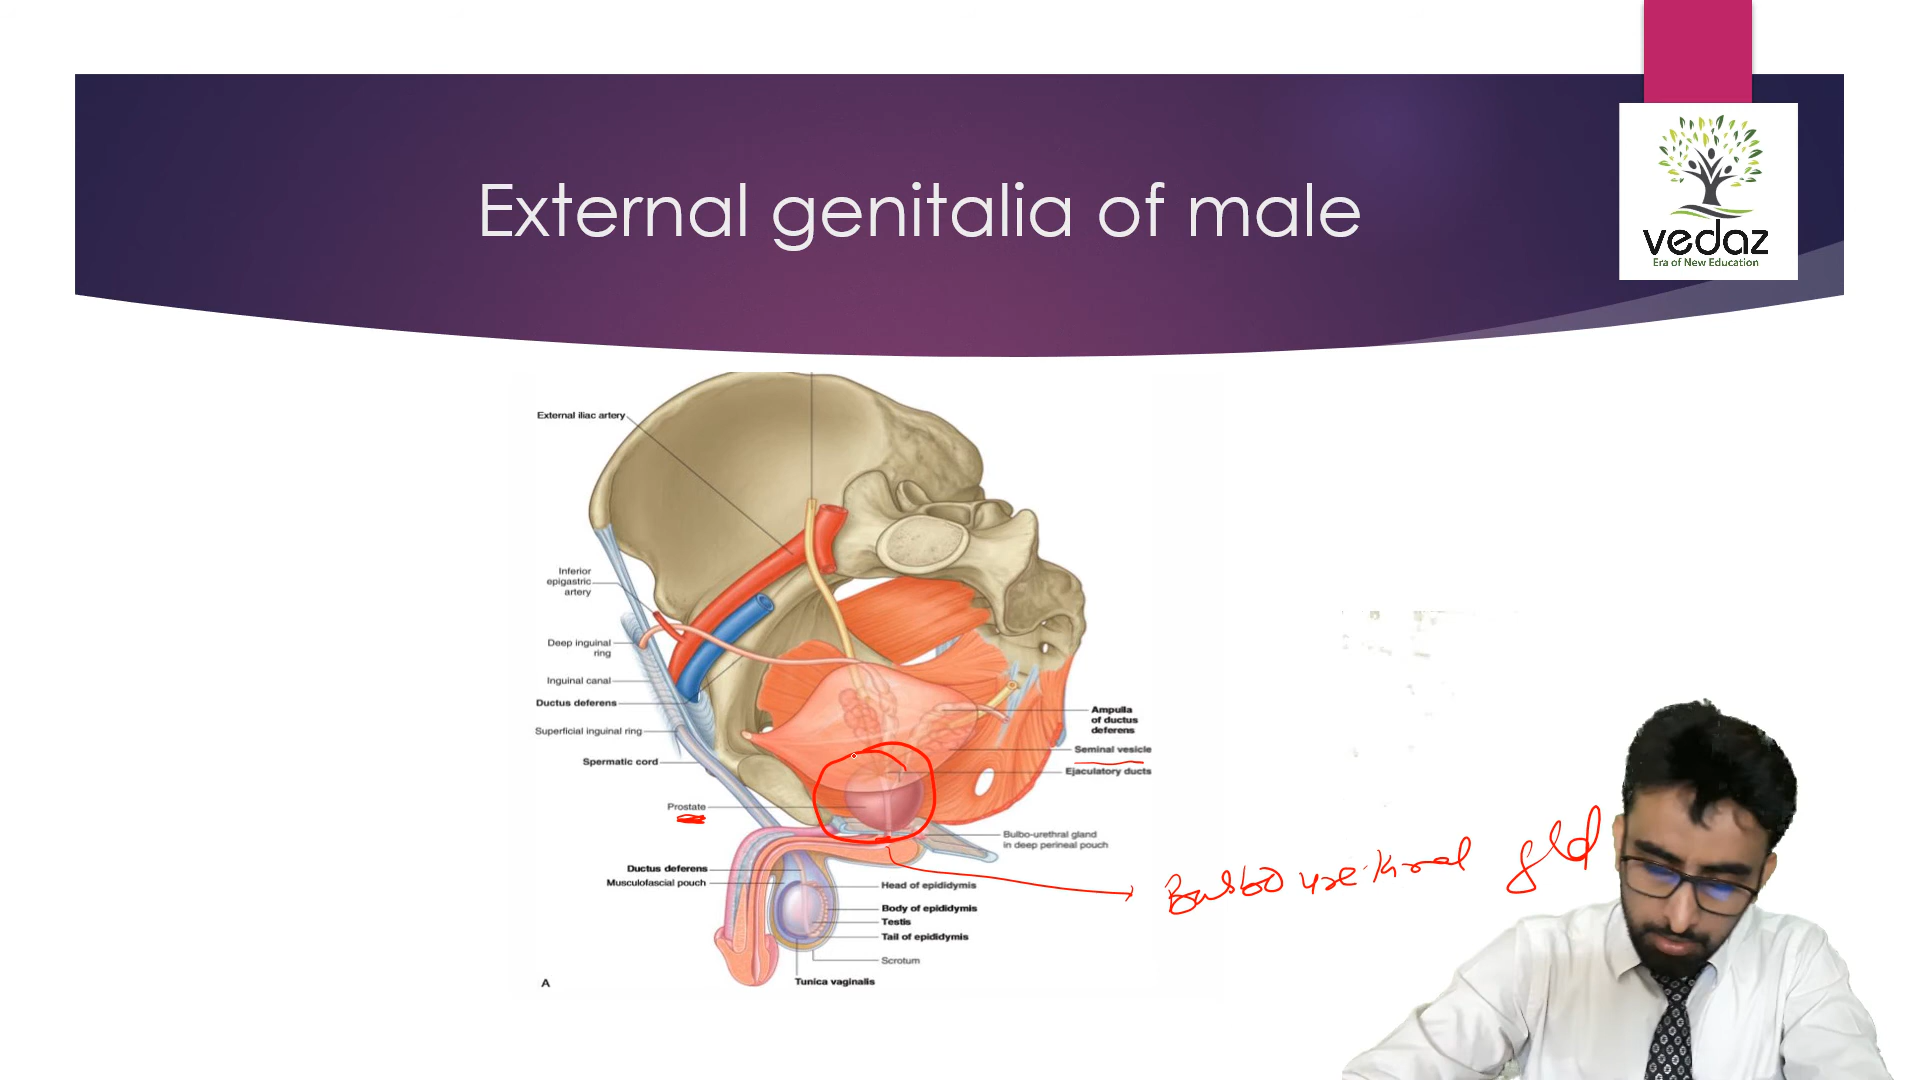 External genitalia of male
vedaz
Era of New Education
External iliac artery
Inferior
epigastric
artery
Deep inguinal
ring
Inguinal canal
Ductus deferens
Superficial inguinal ring
Spermatic cord
Prostate
Ductus deferens
Musculofascial pouch
Ampulla
of ductus
deferens
Seminal vesicle
Ejaculatory ducts
Bulbo-urethral gland
in deep perineal pouch
Head of epididymis
Body of epididymis
Testis
Tail of epididymis
Scrotum
Tunica vaginalis
A